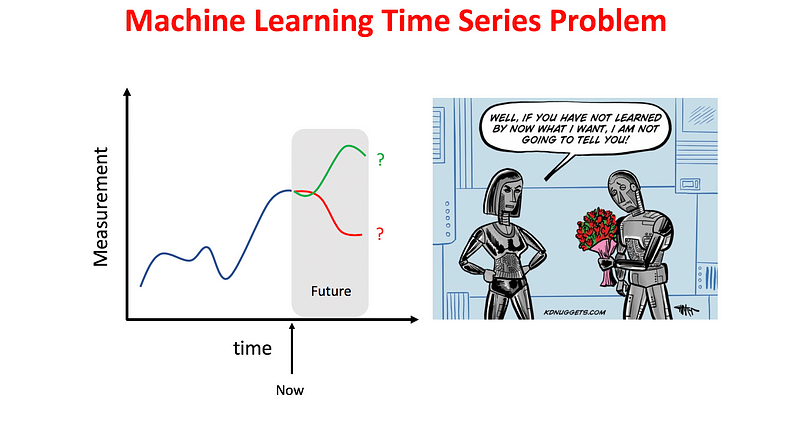 Machine Learning Time Series Problem
Measurement
?
?
Future
time
Now
WELL, IF YOU HAVE NOT LEARNED
BY NOW WHAT I WANT, I AM NOT
GOING TO TELL YOU!
KDNUGGETS.COM